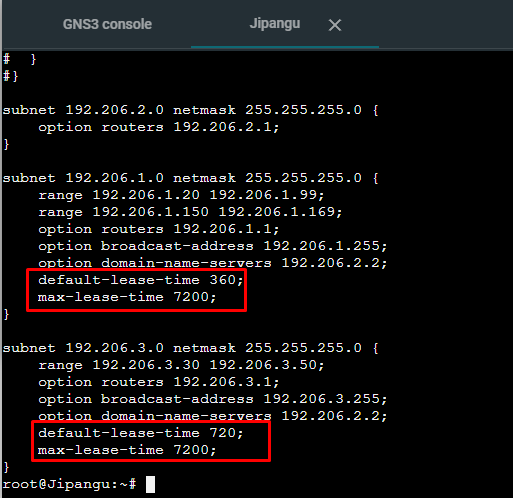 GNS3 console
Jipangu
#  }
#}
subnet 192.206.2.0 netmask 255.255.255.0 {
    option routers 192.206.2.1;
}
subnet 192.206.1.0 netmask 255.255.255.0 {
    range 192.206.1.20 192.206.1.99;
    range 192.206.1.150 192.206.1.169;
    option routers 192.206.1.1;
    option broadcast-address 192.206.1.255;
    option domain-name-servers 192.206.2.2;
    default-lease-time 360;
    max-lease-time 7200;
}
subnet 192.206.3.0 netmask 255.255.255.0 {
    range 192.206.3.30 192.206.3.50;
    option routers 192.206.3.1;
    option broadcast-address 192.206.3.255;
    option domain-name-servers 192.206.2.2;
    default-lease-time 720;
    max-lease-time 7200;
}
root@Jipangu:~#